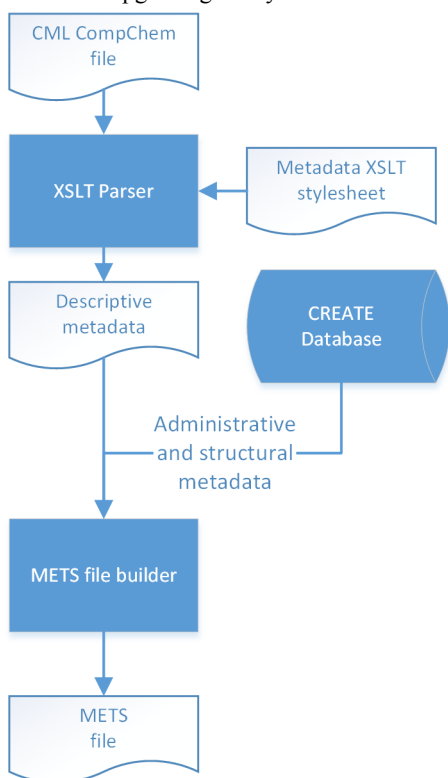 CML CompChem
file
XSLT Parser
Metadata XSLT
stylesheet
Descriptive
metadata
CREATE
Database
Administrative
and structural
metadata
METS file builder
METS
file